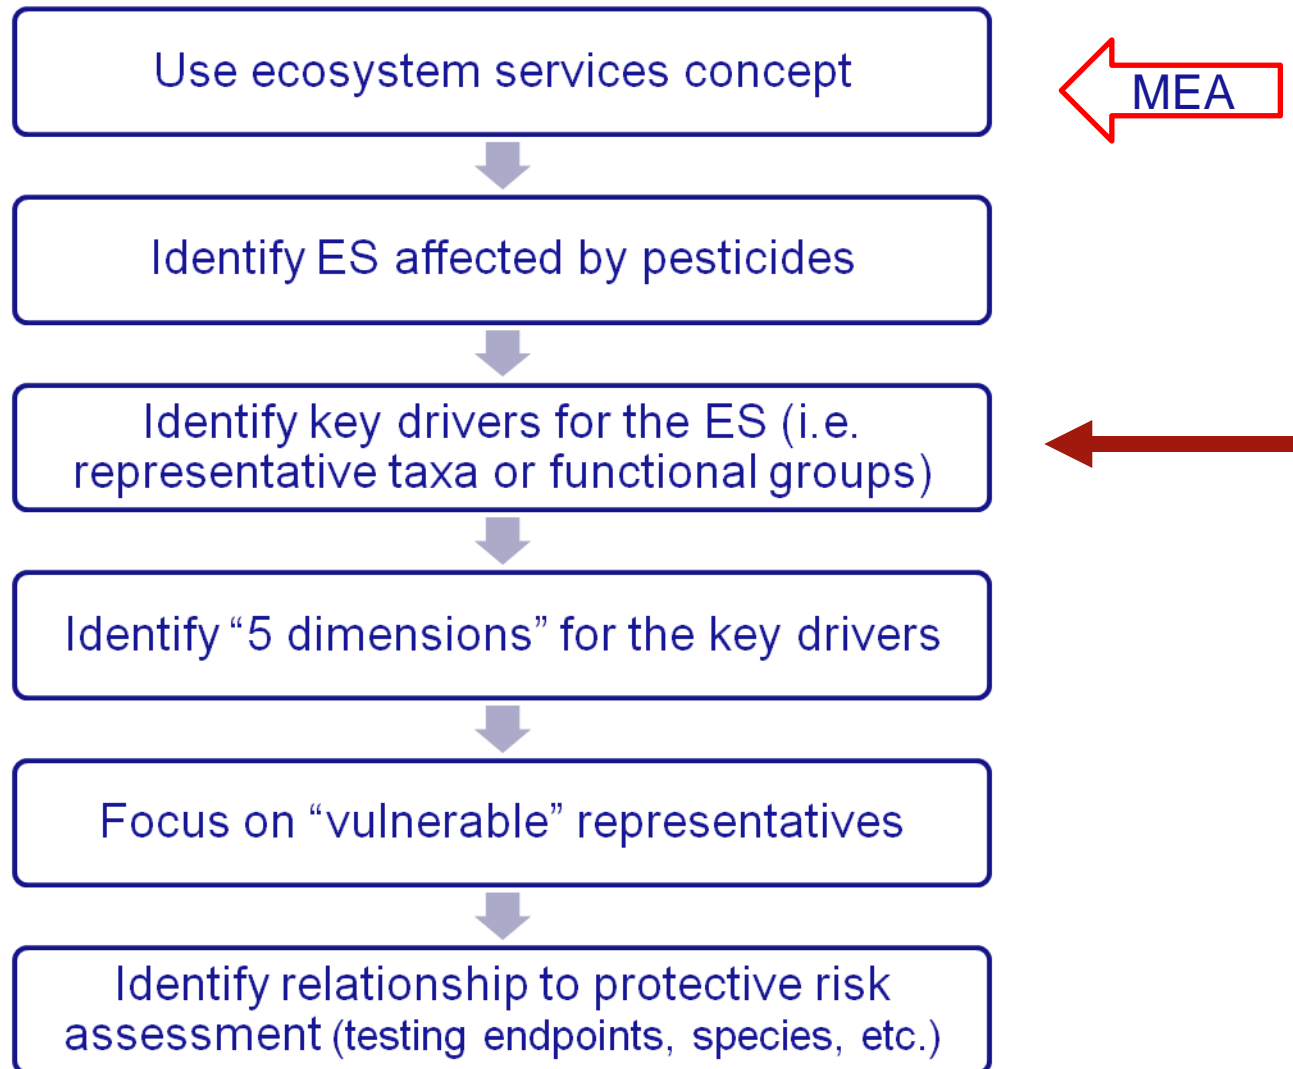 Use ecosystem services concept
MEA
Identify ES affected by pesticides
Identify key drivers for the ES (i.e.
representative taxa or functional groups)
Identify “5 dimensions” for the key drivers
Focus on “vulnerable” representatives
Identify relationship to protective risk
assessment (testing endpoints, species, etc.)